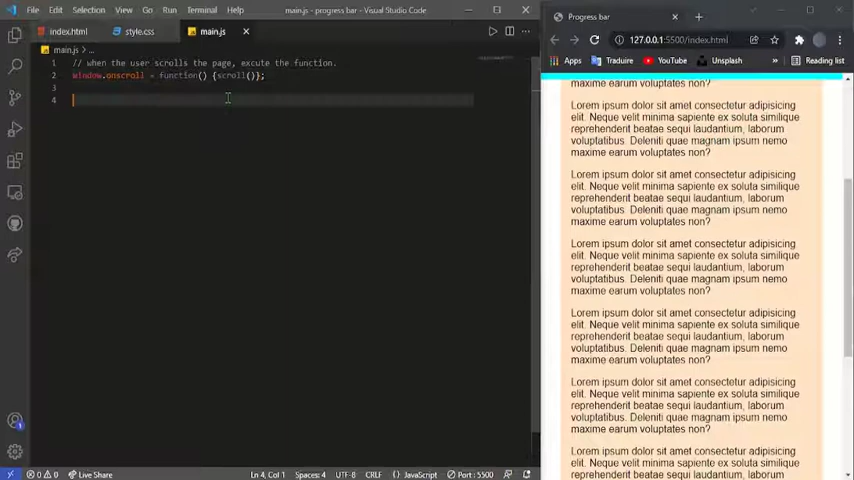 File Edit Selection View Go Run Terminal Help main.js - progress bar - Visual Studio Code
index.html style.css main.js
main.js > ...
1 // when the user scrolls the page, excute the function.
2 window.onscroll = function() {scroll()};
3
4
0 0 Live Share Ln 4, Col 1 Spaces: 4 UTF-8 CRLF {} JavaScript Port : 5500
1
Progress bar
127.0.0.1:5500/index.html
Apps Traduire YouTube Unsplash Reading list
maxime earum voluptates non?
Lorem ipsum dolor sit amet consectetur adipisicing
elit. Neque velit minima sapiente ex soluta similique
reprehenderit beatae sequi laudantium, laborum
voluptatibus. Deleniti quae magnam ipsum nemo
maxime earum voluptates non?
Lorem ipsum dolor sit amet consectetur adipisicing
elit. Neque velit minima sapiente ex soluta similique
reprehenderit beatae sequi laudantium, laborum
voluptatibus. Deleniti quae magnam ipsum nemo
maxime earum voluptates non?
Lorem ipsum dolor sit amet consectetur adipisicing
elit. Neque velit minima sapiente ex soluta similique
reprehenderit beatae sequi laudantium, laborum
voluptatibus. Deleniti quae magnam ipsum nemo
maxime earum voluptates non?
Lorem ipsum dolor sit amet consectetur adipisicing
elit. Neque velit minima sapiente ex soluta similique
reprehenderit beatae sequi laudantium, laborum
voluptatibus. Deleniti quae magnam ipsum nemo
maxime earum voluptates non?
Lorem ipsum dolor sit amet consectetur adipisicing
elit. Neque velit minima sapiente ex soluta similique
reprehenderit beatae sequi laudantium, laborum
voluptatibus. Deleniti quae magnam ipsum nemo
maxime earum voluptates non?
Lorem ipsum dolor sit amet consectetur adipisicing
elit. Neque velit minima sapiente ex soluta similique
reprehenderit beatae sequi laudantium, laborum